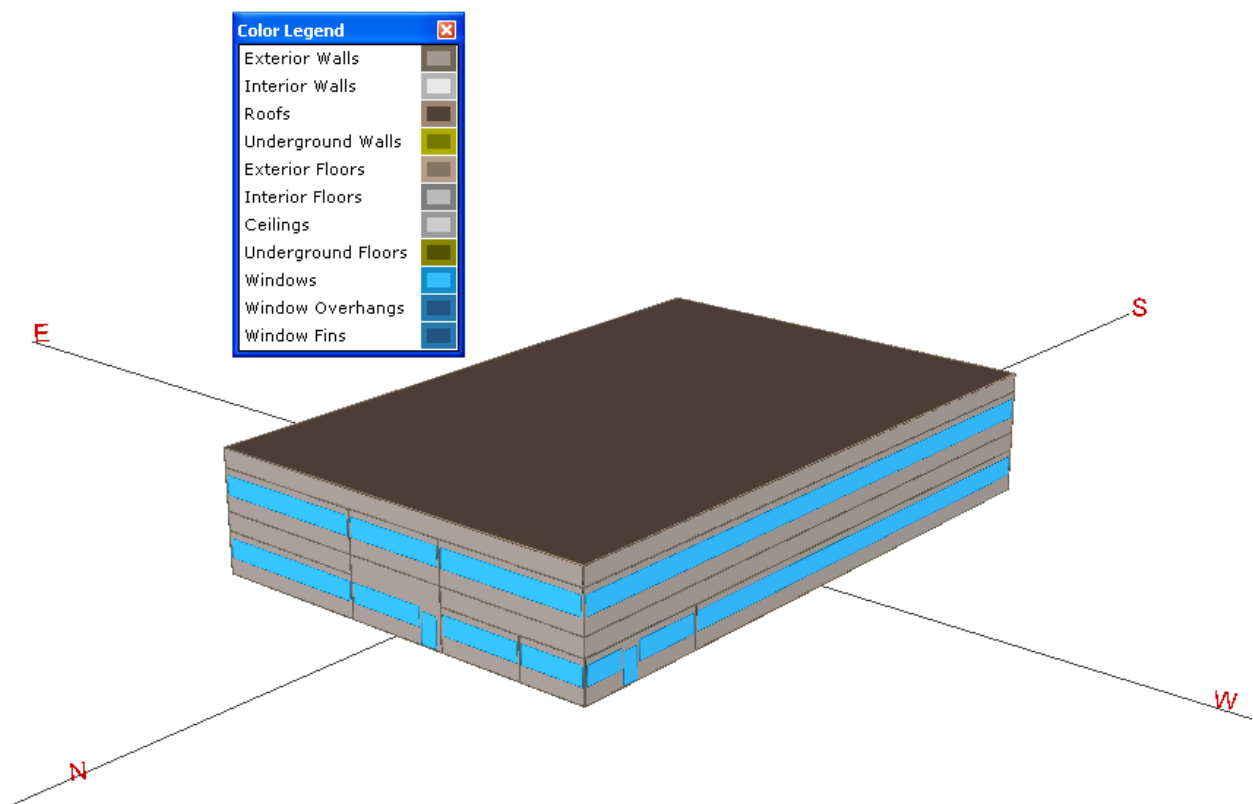 Color Legend
Exterior Walls
Interior Walls
Roofs
Underground Walls
Exterior Floors
Interior Floors
Ceilings
Underground Floors
Windows
Window Overhangs
Window Fins
E
S
W
N